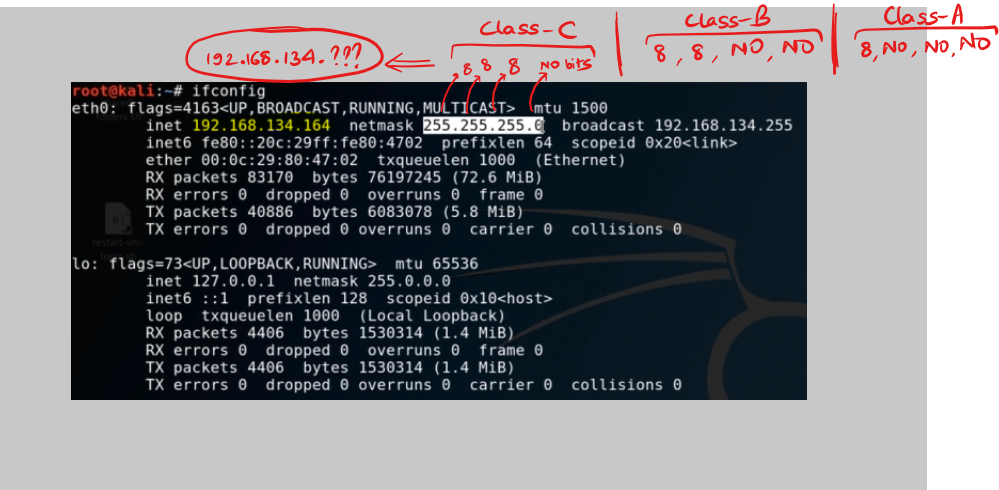 Class-C
class-B
Class-A
192.168.134.???
8 8 8 NO bits
8, 8, NO, NO
8, NO, NO, NO
root@kali:~# ifconfig
eth0: flags=4163<UP,BROADCAST,RUNNING,MULTICAST>  mtu 1500
inet 192.168.134.164  netmask 255.255.255.0  broadcast 192.168.134.255
inet6 fe80::20c:29ff:fe80:4702  prefixlen 64  scopeid 0x20<link>
ether 00:0c:29:80:47:02  txqueuelen 1000  (Ethernet)
RX packets 83170  bytes 76197245 (72.6 MiB)
RX errors 0  dropped 0  overruns 0  frame 0
TX packets 40886  bytes 6083078 (5.8 MiB)
TX errors 0  dropped 0 overruns 0  carrier 0  collisions 0
restart-vm-
lo: flags=73<UP,LOOPBACK,RUNNING>  mtu 65536
inet 127.0.0.1  netmask 255.0.0.0
inet6 ::1  prefixlen 128  scopeid 0x10<host>
loop  txqueuelen 1000  (Local Loopback)
RX packets 4406  bytes 1530314 (1.4 MiB)
RX errors 0  dropped 0  overruns 0  frame 0
TX packets 4406  bytes 1530314 (1.4 MiB)
TX errors 0  dropped 0 overruns 0  carrier 0  collisions 0